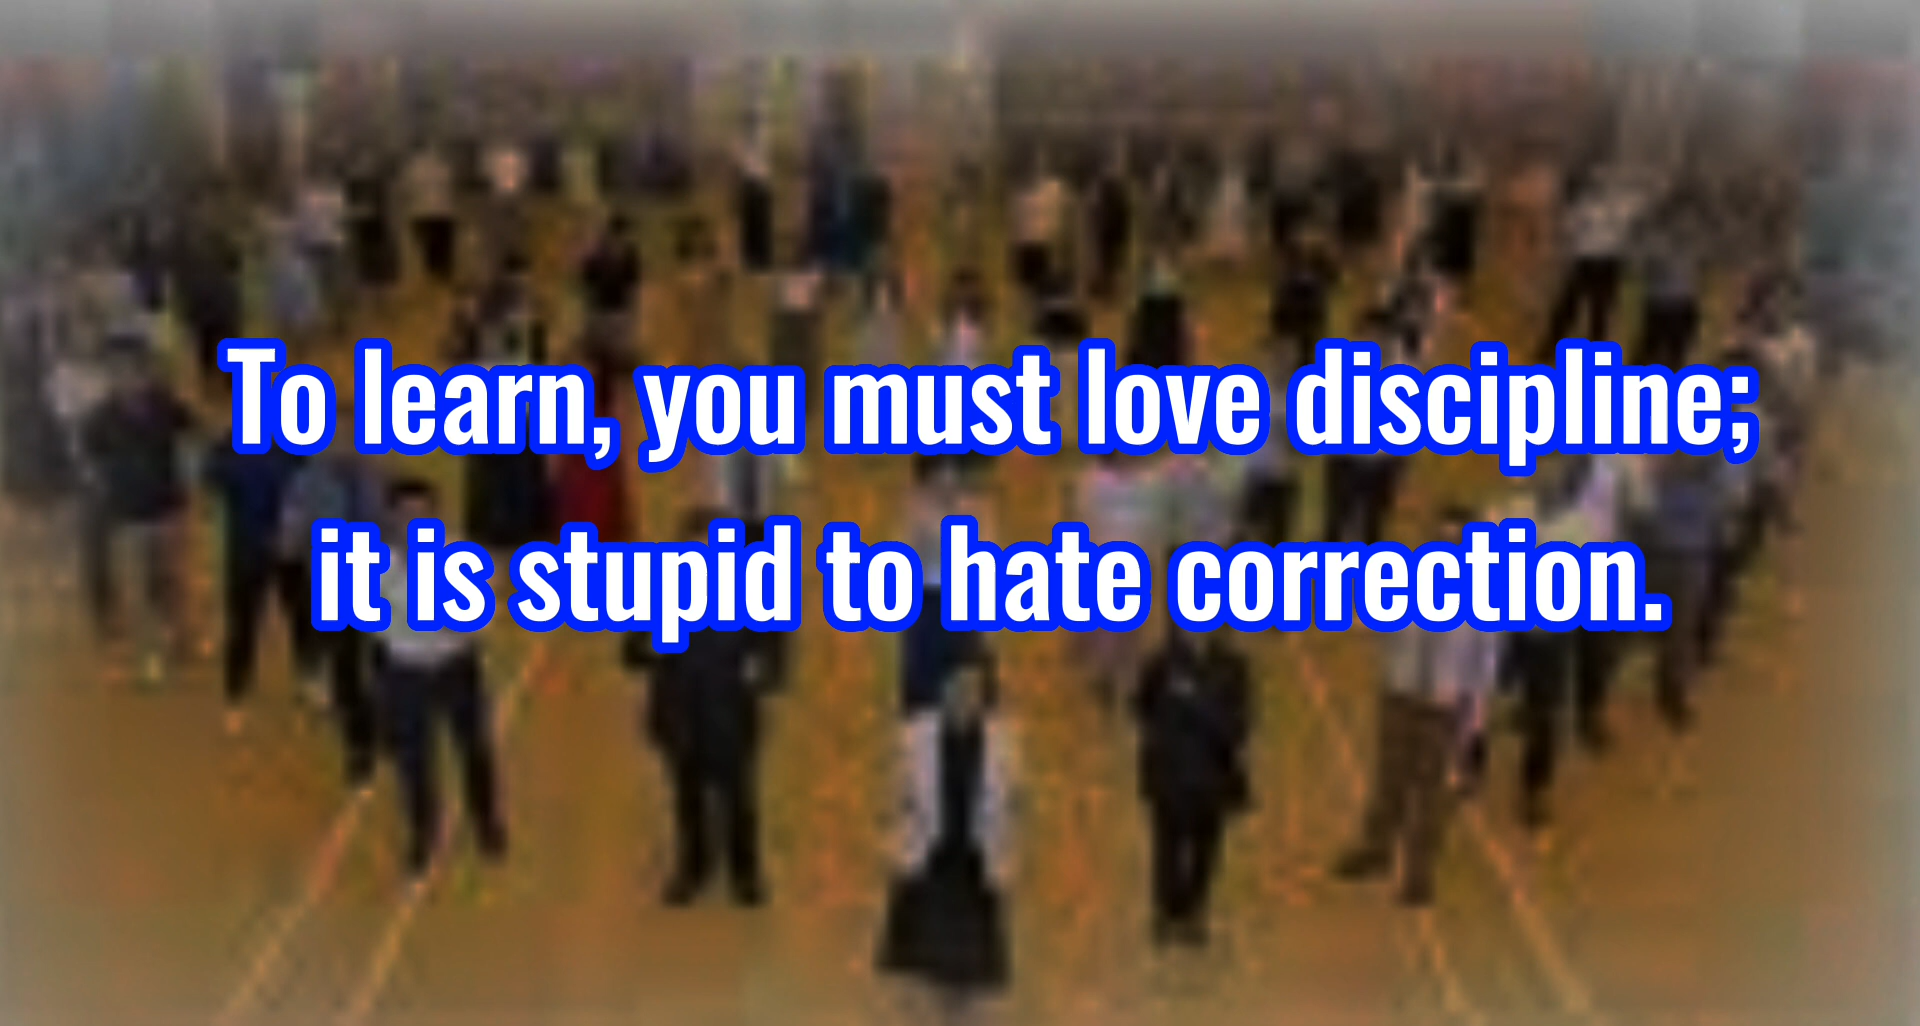 To learn, you must love discipline;
it is stupid to hate correction.